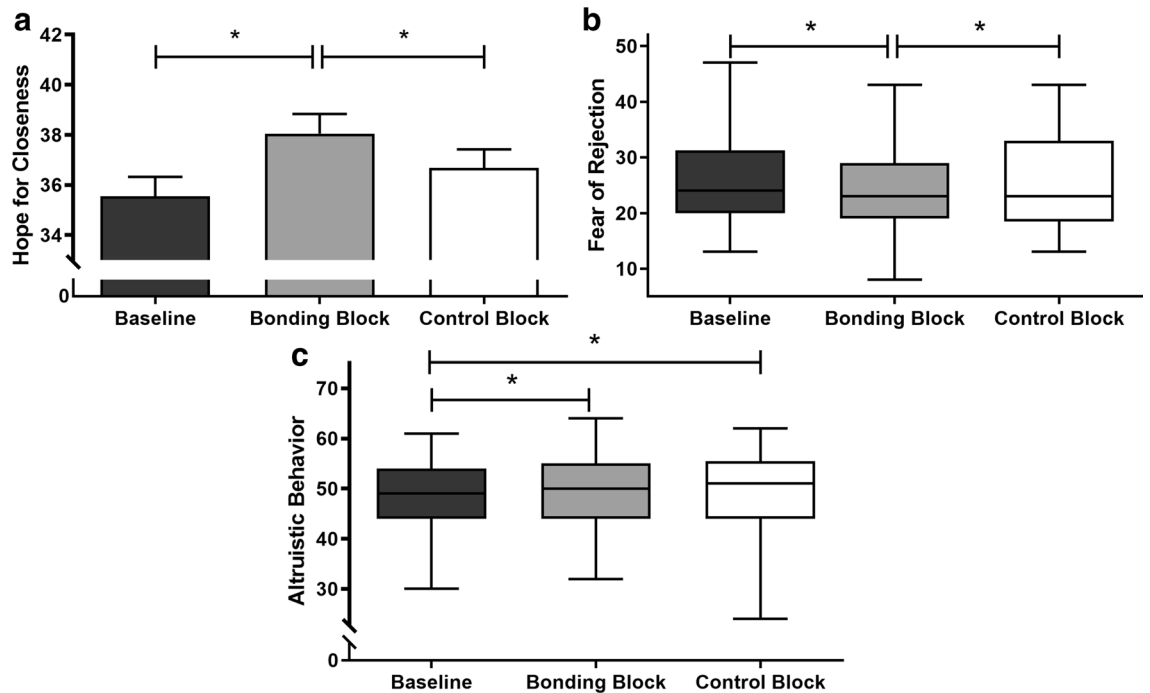 a
Hope for Closeness
42
40
38
36
34
0
*
*
Baseline
Bonding Block
Control Block
b
Fear of Rejection
50
40
30
20
10
*
*
Baseline
Bonding Block
Control Block
c
Altruistic Behavior
70
60
50
40
30
0
*
*
Baseline
Bonding Block
Control Block